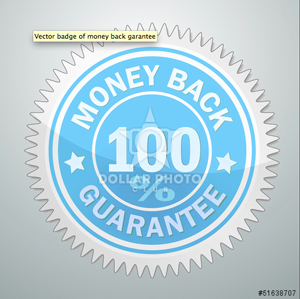 Vector badge of money back garantee
MONEY BACK
100
DOLLAR PHOTO
CLUB
%
GUARANTEE
#51638707